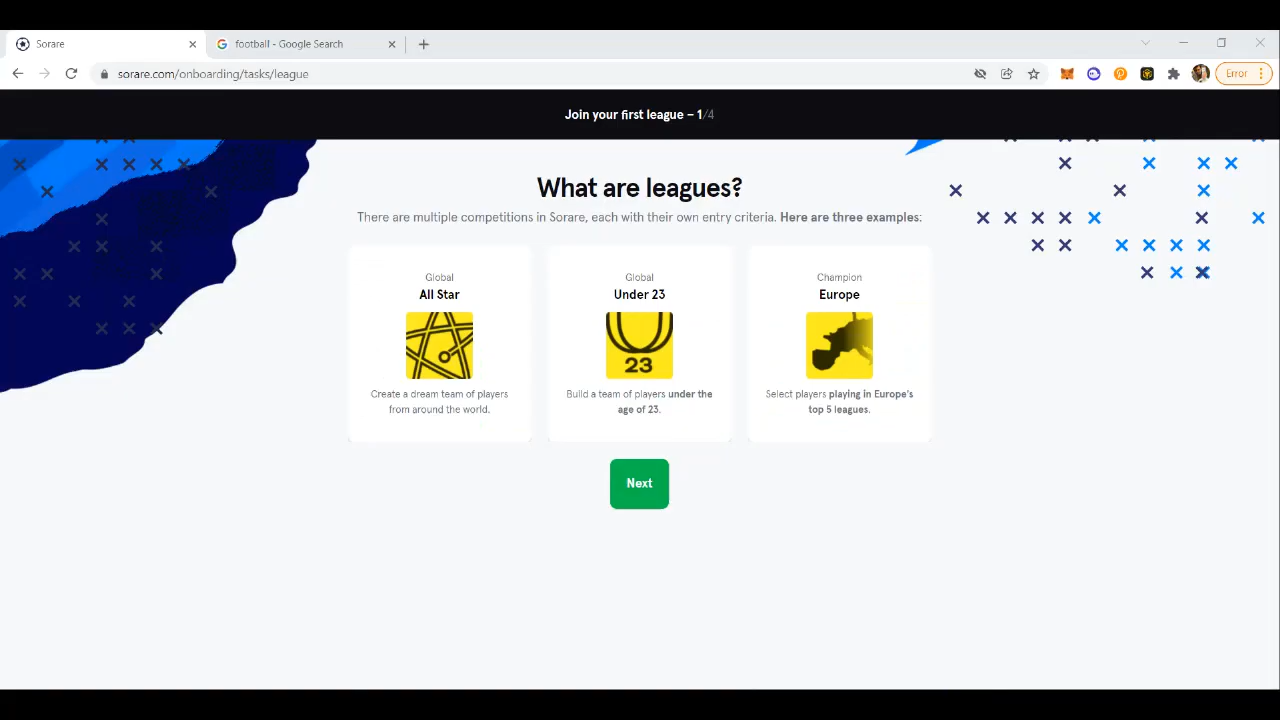 Sorare
football - Google Search
sorare.com/onboarding/tasks/league
Error
Join your first league – 1/4
What are leagues?
There are multiple competitions in Sorare, each with their own entry criteria. Here are three examples:
Global
All Star
Create a dream team of players
from around the world.
Global
Under 23
23
Build a team of players under the
age of 23.
Champion
Europe
Select players playing in Europe's
top 5 leagues.
Next